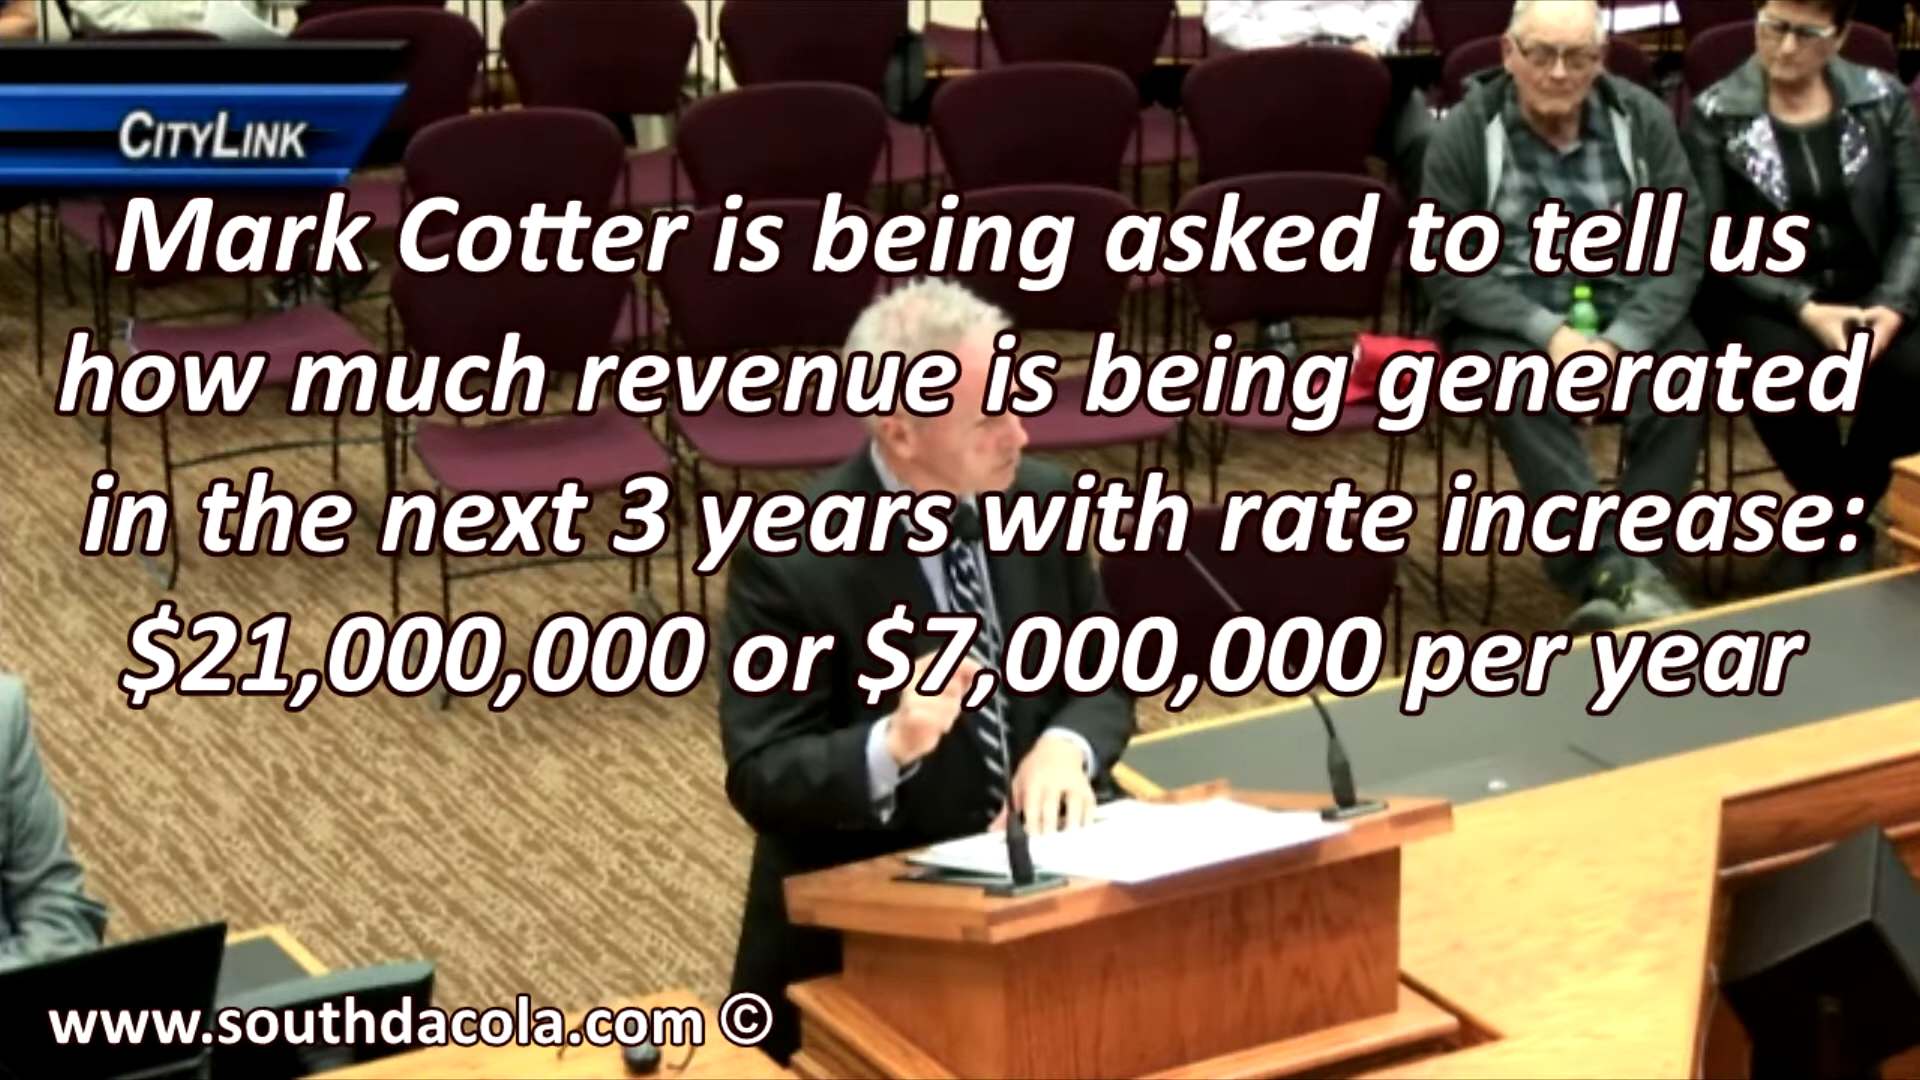 CITYLINK
Mark Cotter is being asked to tell us
how much revenue is being generated
in the next 3 years with rate increase:
$21,000,000 or $7,000,000 per year
www.southdacola.com ©